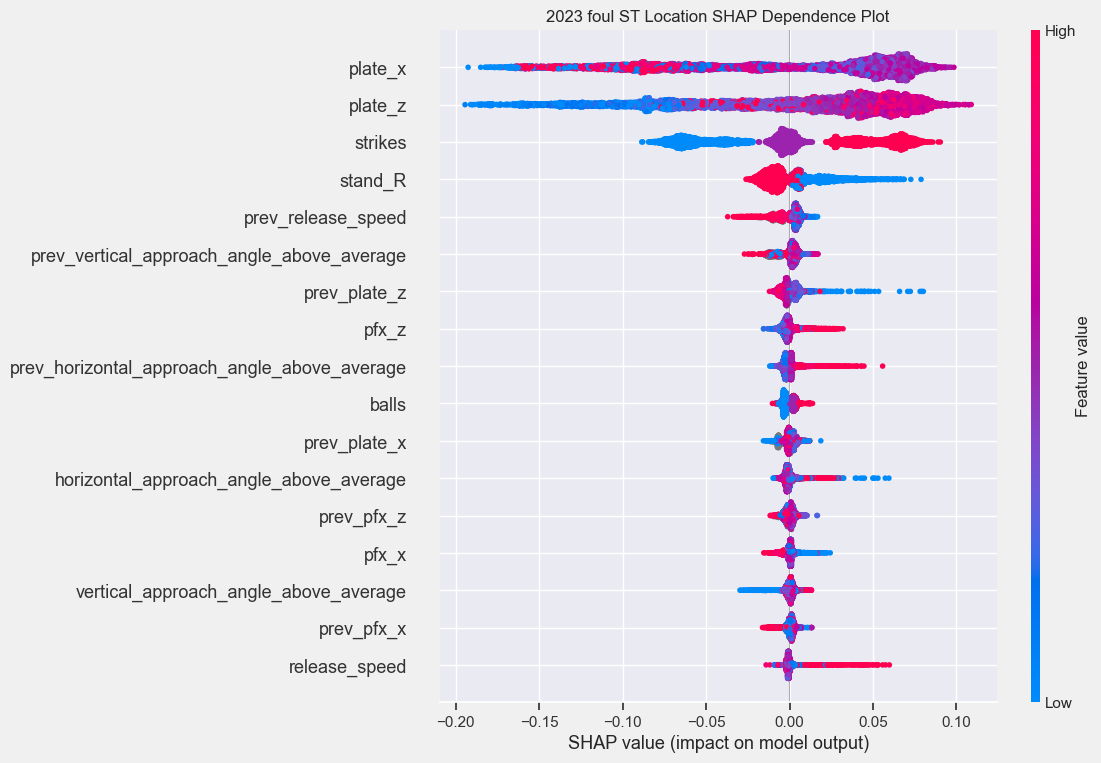 2023 foul ST Location SHAP Dependence Plot
High
plate_x
plate_z
strikes
stand_R
prev_release_speed
prev_vertical_approach_angle_above_average
prev_plate_z
pfx_z
prev_horizontal_approach_angle_above_average
balls
prev_plate_x
horizontal_approach_angle_above_average
prev_pfx_z
pfx_x
vertical_approach_angle_above_average
prev_pfx_x
release_speed
Feature value
Low
−0.20 −0.15 −0.10 −0.05 0.00 0.05 0.10
SHAP value (impact on model output)